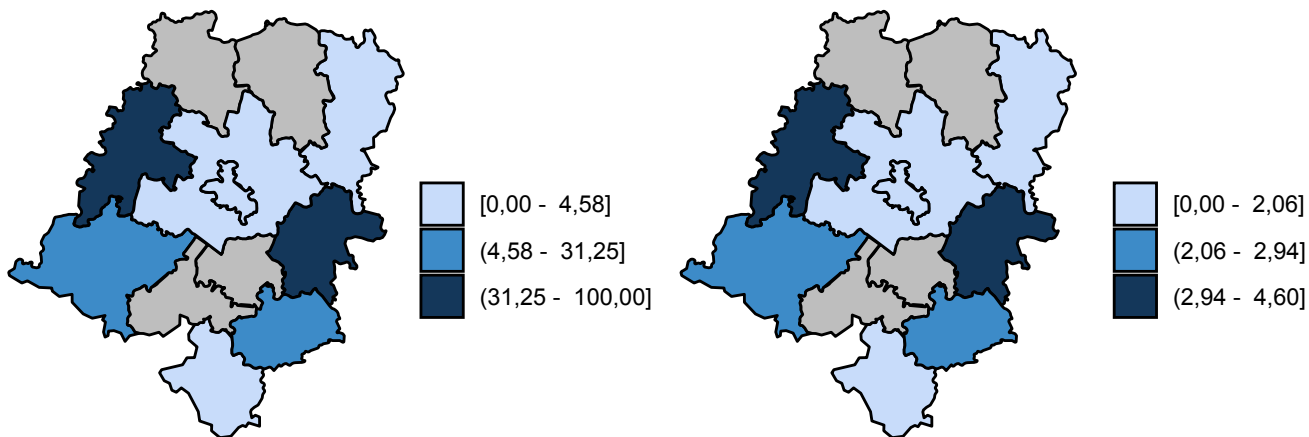 [0,00 - 4,58]
(4,58 - 31,25]
(31,25 - 100,00]
[0,00 - 2,06]
(2,06 - 2,94]
(2,94 - 4,60]